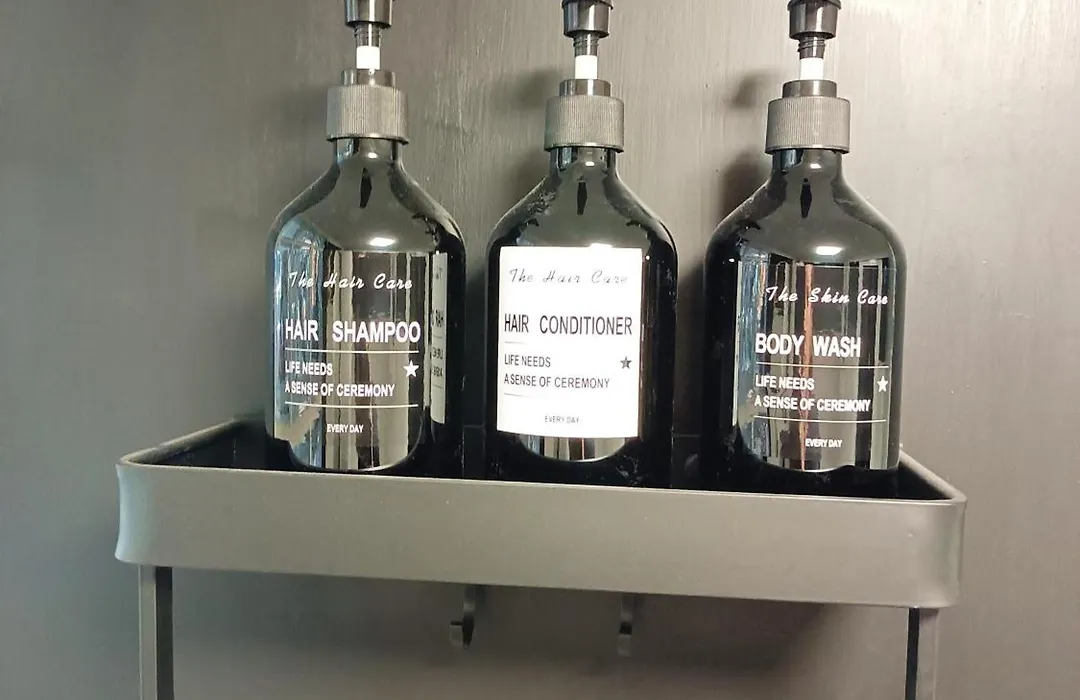 The Hair Care
HAIR SHAMPOO
LIFE NEEDS
A SENSE OF CEREMONY
EVERY DAY
The Hair Care
HAIR CONDITIONER
LIFE NEEDS
A SENSE OF CEREMONY
EVERY DAY
The Skin Care
BODY WASH
LIFE NEEDS
A SENSE OF CEREMONY
EVERY DAY